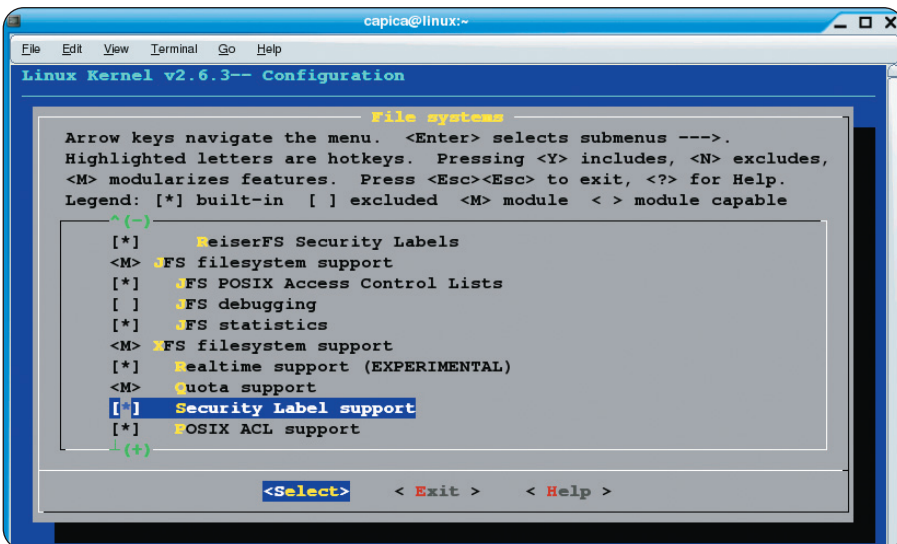 capica@linux:~
File Edit View Terminal Go Help
Linux Kernel v2.6.3-- Configuration
File systems
Arrow keys navigate the menu. <Enter> selects submenus --->.
Highlighted letters are hotkeys. Pressing <Y> includes, <N> excludes,
<M> modularizes features. Press <Esc><Esc> to exit, <?> for Help.
Legend: [*] built-in [ ] excluded <M> module < > module capable
^(-)
[*] ReiserFS Security Labels
<M> JFS filesystem support
[*] JFS POSIX Access Control Lists
[ ] JFS debugging
[*] JFS statistics
<M> XFS filesystem support
[*] Realtime support (EXPERIMENTAL)
<M> Quota support
[*] Security Label support
[*] POSIX ACL support
┴(+)
<Select> < Exit > < Help >